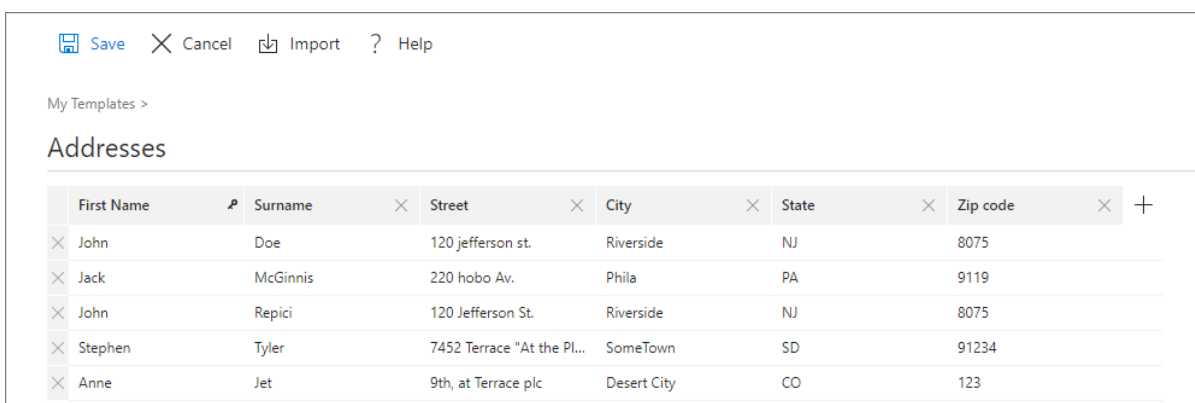 Save Cancel Import ? Help
My Templates >
Addresses
First Name Surname Street City State Zip code
John Doe 120 jefferson st. Riverside NJ 8075
Jack McGinnis 220 hobo Av. Phila PA 9119
John Repici 120 Jefferson St. Riverside NJ 8075
Stephen Tyler 7452 Terrace "At the Pl... SomeTown SD 91234
Anne Jet 9th, at Terrace plc Desert City CO 123